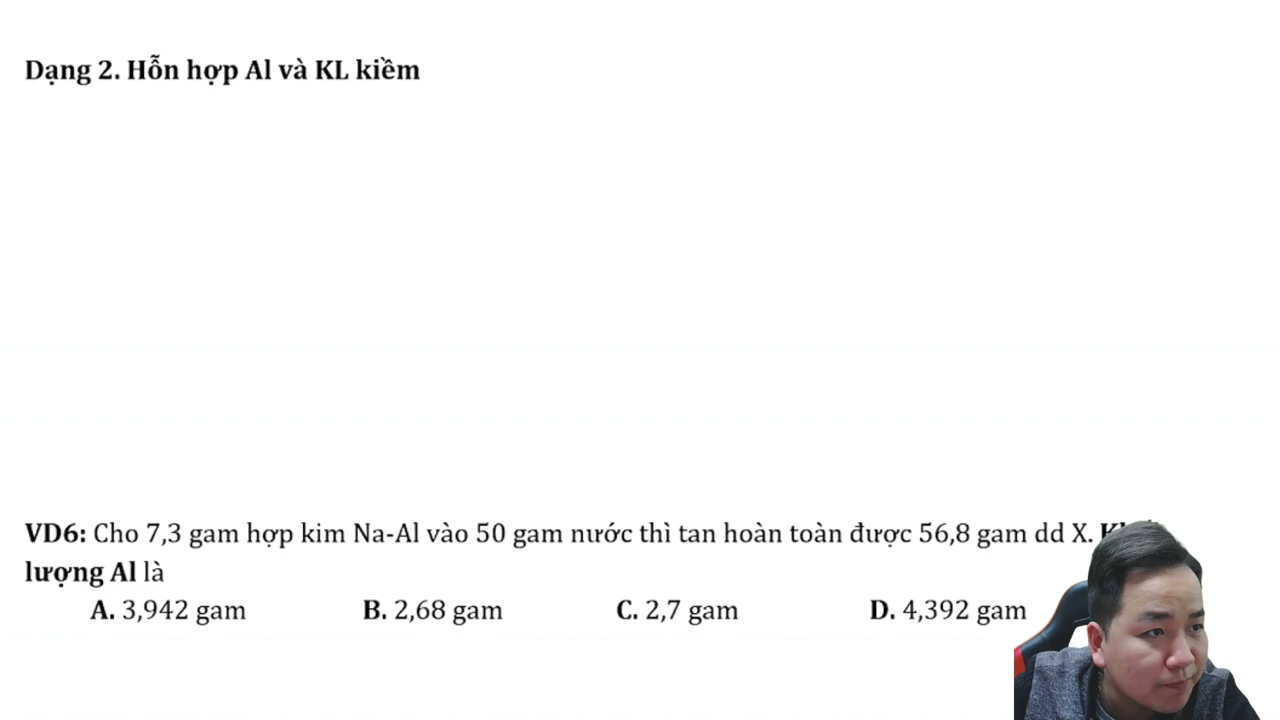 Dạng 2. Hỗn hợp Al và KL kiềm
VD6: Cho 7,3 gam hợp kim Na-Al vào 50 gam nước thì tan hoàn toàn được 56,8 gam dd X.
lượng Al là
A. 3,942 gam B. 2,68 gam C. 2,7 gam D. 4,392 gam